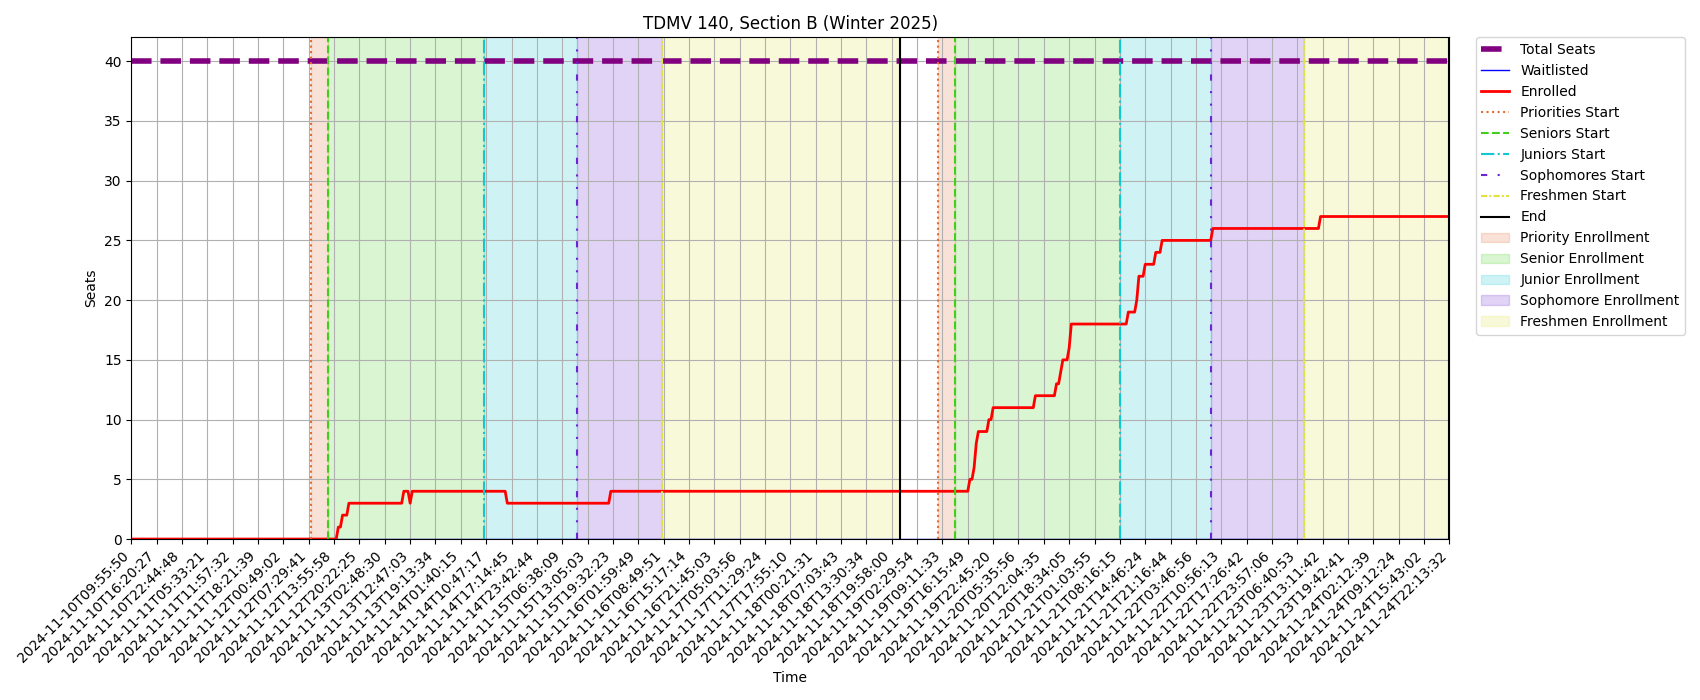 TDMV 140, Section B (Winter 2025)
Total Seats
Waitlisted
Enrolled
Priorities Start
Seniors Start
Juniors Start
Sophomores Start
Freshmen Start
End
Priority Enrollment
Senior Enrollment
Junior Enrollment
Sophomore Enrollment
Freshmen Enrollment
Seats
40
35
30
25
20
15
10
5
0
2024-11-10T09:55:50
2024-11-10T16:20:27
2024-11-10T22:44:48
2024-11-11T05:33:21
2024-11-11T11:57:32
2024-11-11T18:21:39
2024-11-12T00:49:02
2024-11-12T07:29:41
2024-11-12T13:55:58
2024-11-12T20:22:25
2024-11-13T02:48:30
2024-11-13T12:47:03
2024-11-13T19:13:34
2024-11-14T01:40:15
2024-11-14T10:47:17
2024-11-14T17:14:45
2024-11-14T23:42:44
2024-11-15T06:38:09
2024-11-15T13:05:03
2024-11-15T19:32:23
2024-11-16T01:59:49
2024-11-16T08:49:51
2024-11-16T15:17:14
2024-11-16T21:45:03
2024-11-17T05:03:56
2024-11-17T11:29:24
2024-11-17T17:55:10
2024-11-18T00:21:31
2024-11-18T07:03:43
2024-11-18T13:30:34
2024-11-18T19:58:00
2024-11-19T02:29:54
2024-11-19T09:11:33
2024-11-19T16:15:49
2024-11-19T22:45:20
2024-11-20T05:35:56
2024-11-20T12:04:35
2024-11-20T18:34:05
2024-11-21T01:03:55
2024-11-21T08:16:15
2024-11-21T14:46:24
2024-11-21T21:16:44
2024-11-22T03:46:56
2024-11-22T10:56:13
2024-11-22T17:26:42
2024-11-22T23:57:06
2024-11-23T06:40:53
2024-11-23T13:11:42
2024-11-23T19:42:41
2024-11-24T02:12:39
2024-11-24T09:12:24
2024-11-24T15:43:02
2024-11-24T22:13:32
Time